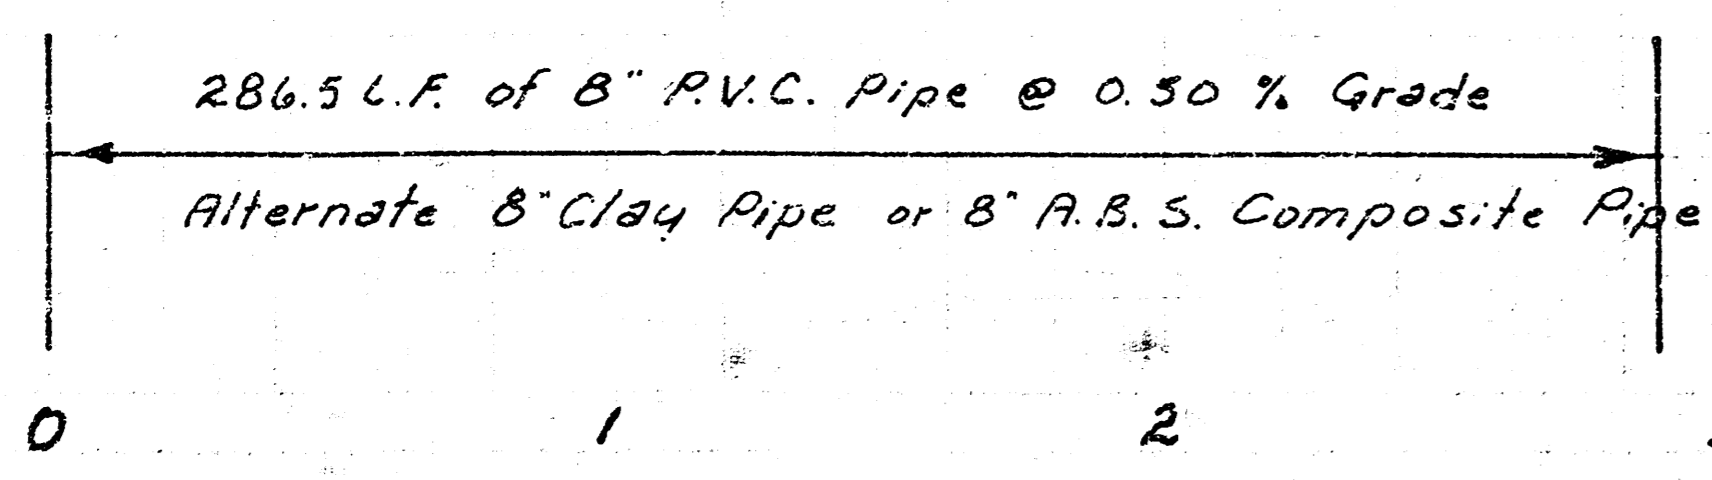 286.5 L.F. of 8" P.V.C. Pipe @ 0.50 % Grade
Alternate 8" Clay Pipe or 8" A.B.S. Composite Pipe
0 1 2